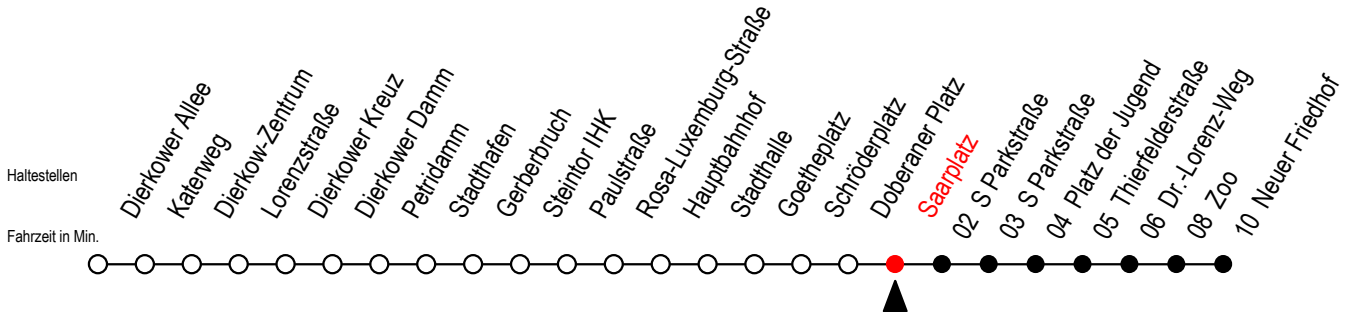 Haltestellen
Fahrzeit in Min.
Dierkower Allee
Katerweg
Dierkow-Zentrum
Lorenzstraße
Dierkower Kreuz
Dierkower Damm
Petridamm
Stadthafen
Gerberbruch
Steintor IHK
Paulstraße
Rosa-Luxemburg-Straße
Hauptbahnhof
Stadthalle
Goetheplatz
Schröderplatz
Doberaner Platz
Saarplatz
02 S Parkstraße
03 S Parkstraße
04 Platz der Jugend
05 Thierfelderstraße
06 Dr.-Lorenz-Weg
08 Zoo
10 Neuer Friedhof